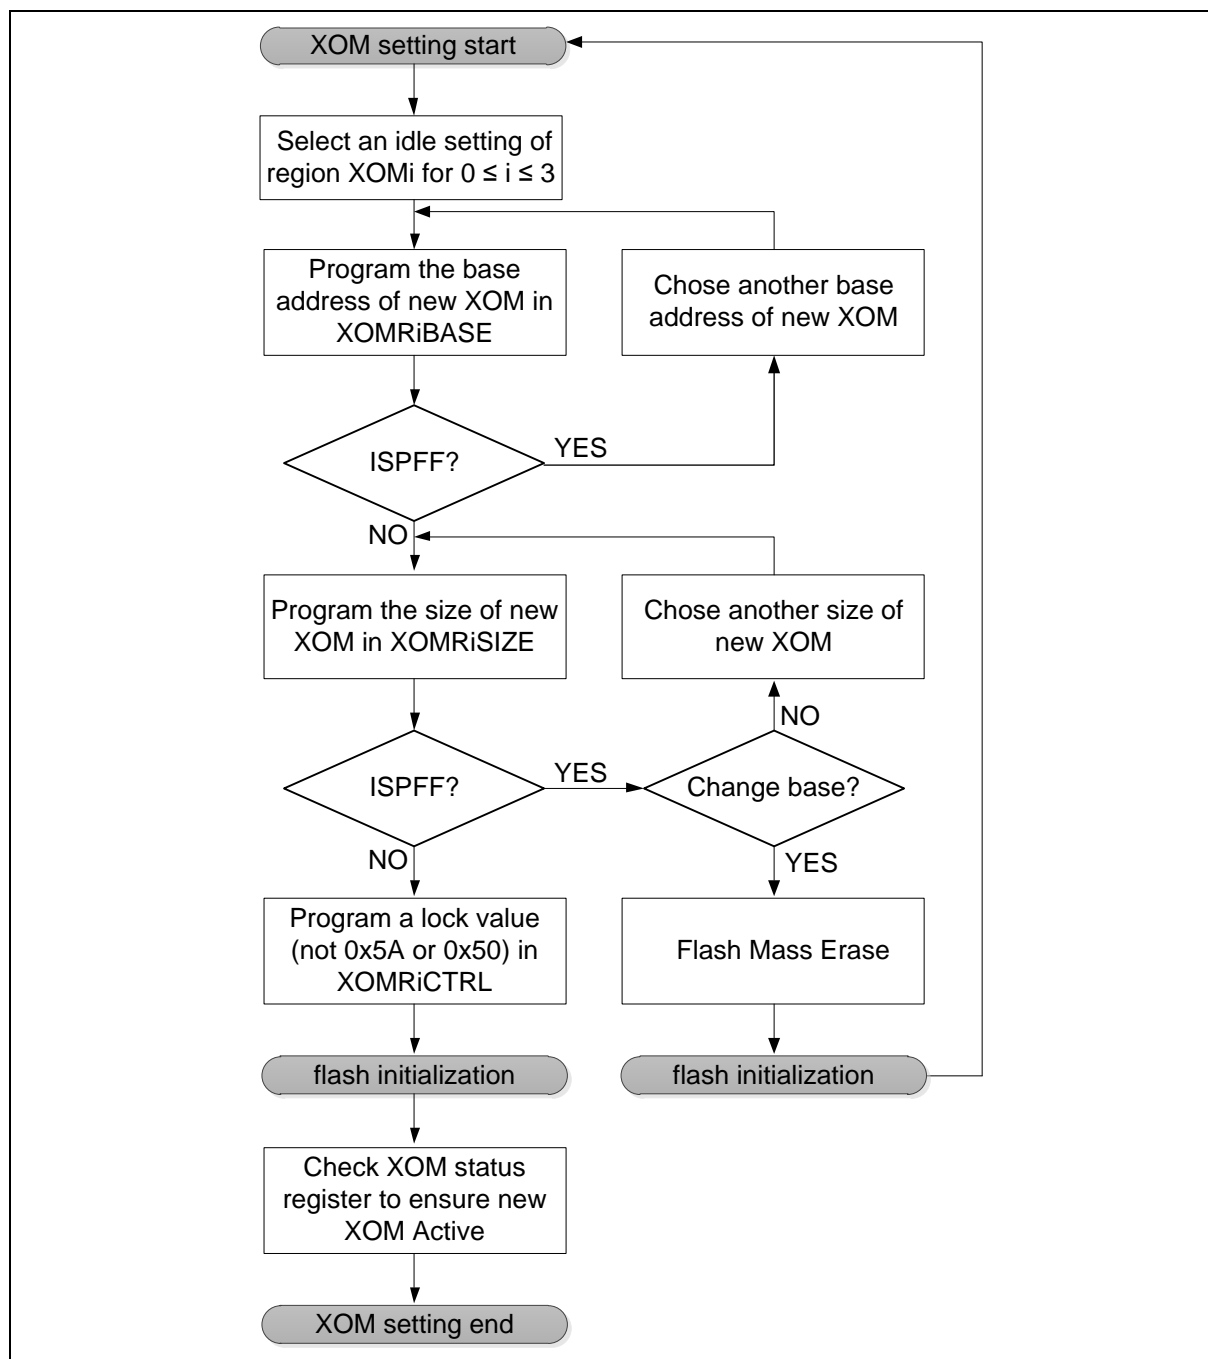 XOM setting start
Select an idle setting of
region XOMi for 0 ≤ i ≤ 3
Program the base
address of new XOM in
XOMRiBASE
Chose another base
address of new XOM
ISPFF?
YES
NO
Program the size of new
XOM in XOMRiSIZE
Chose another size of
new XOM
NO
ISPFF?
YES
Change base?
NO
YES
Program a lock value
(not 0x5A or 0x50) in
XOMRiCTRL
Flash Mass Erase
flash initialization
flash initialization
Check XOM status
register to ensure new
XOM Active
XOM setting end